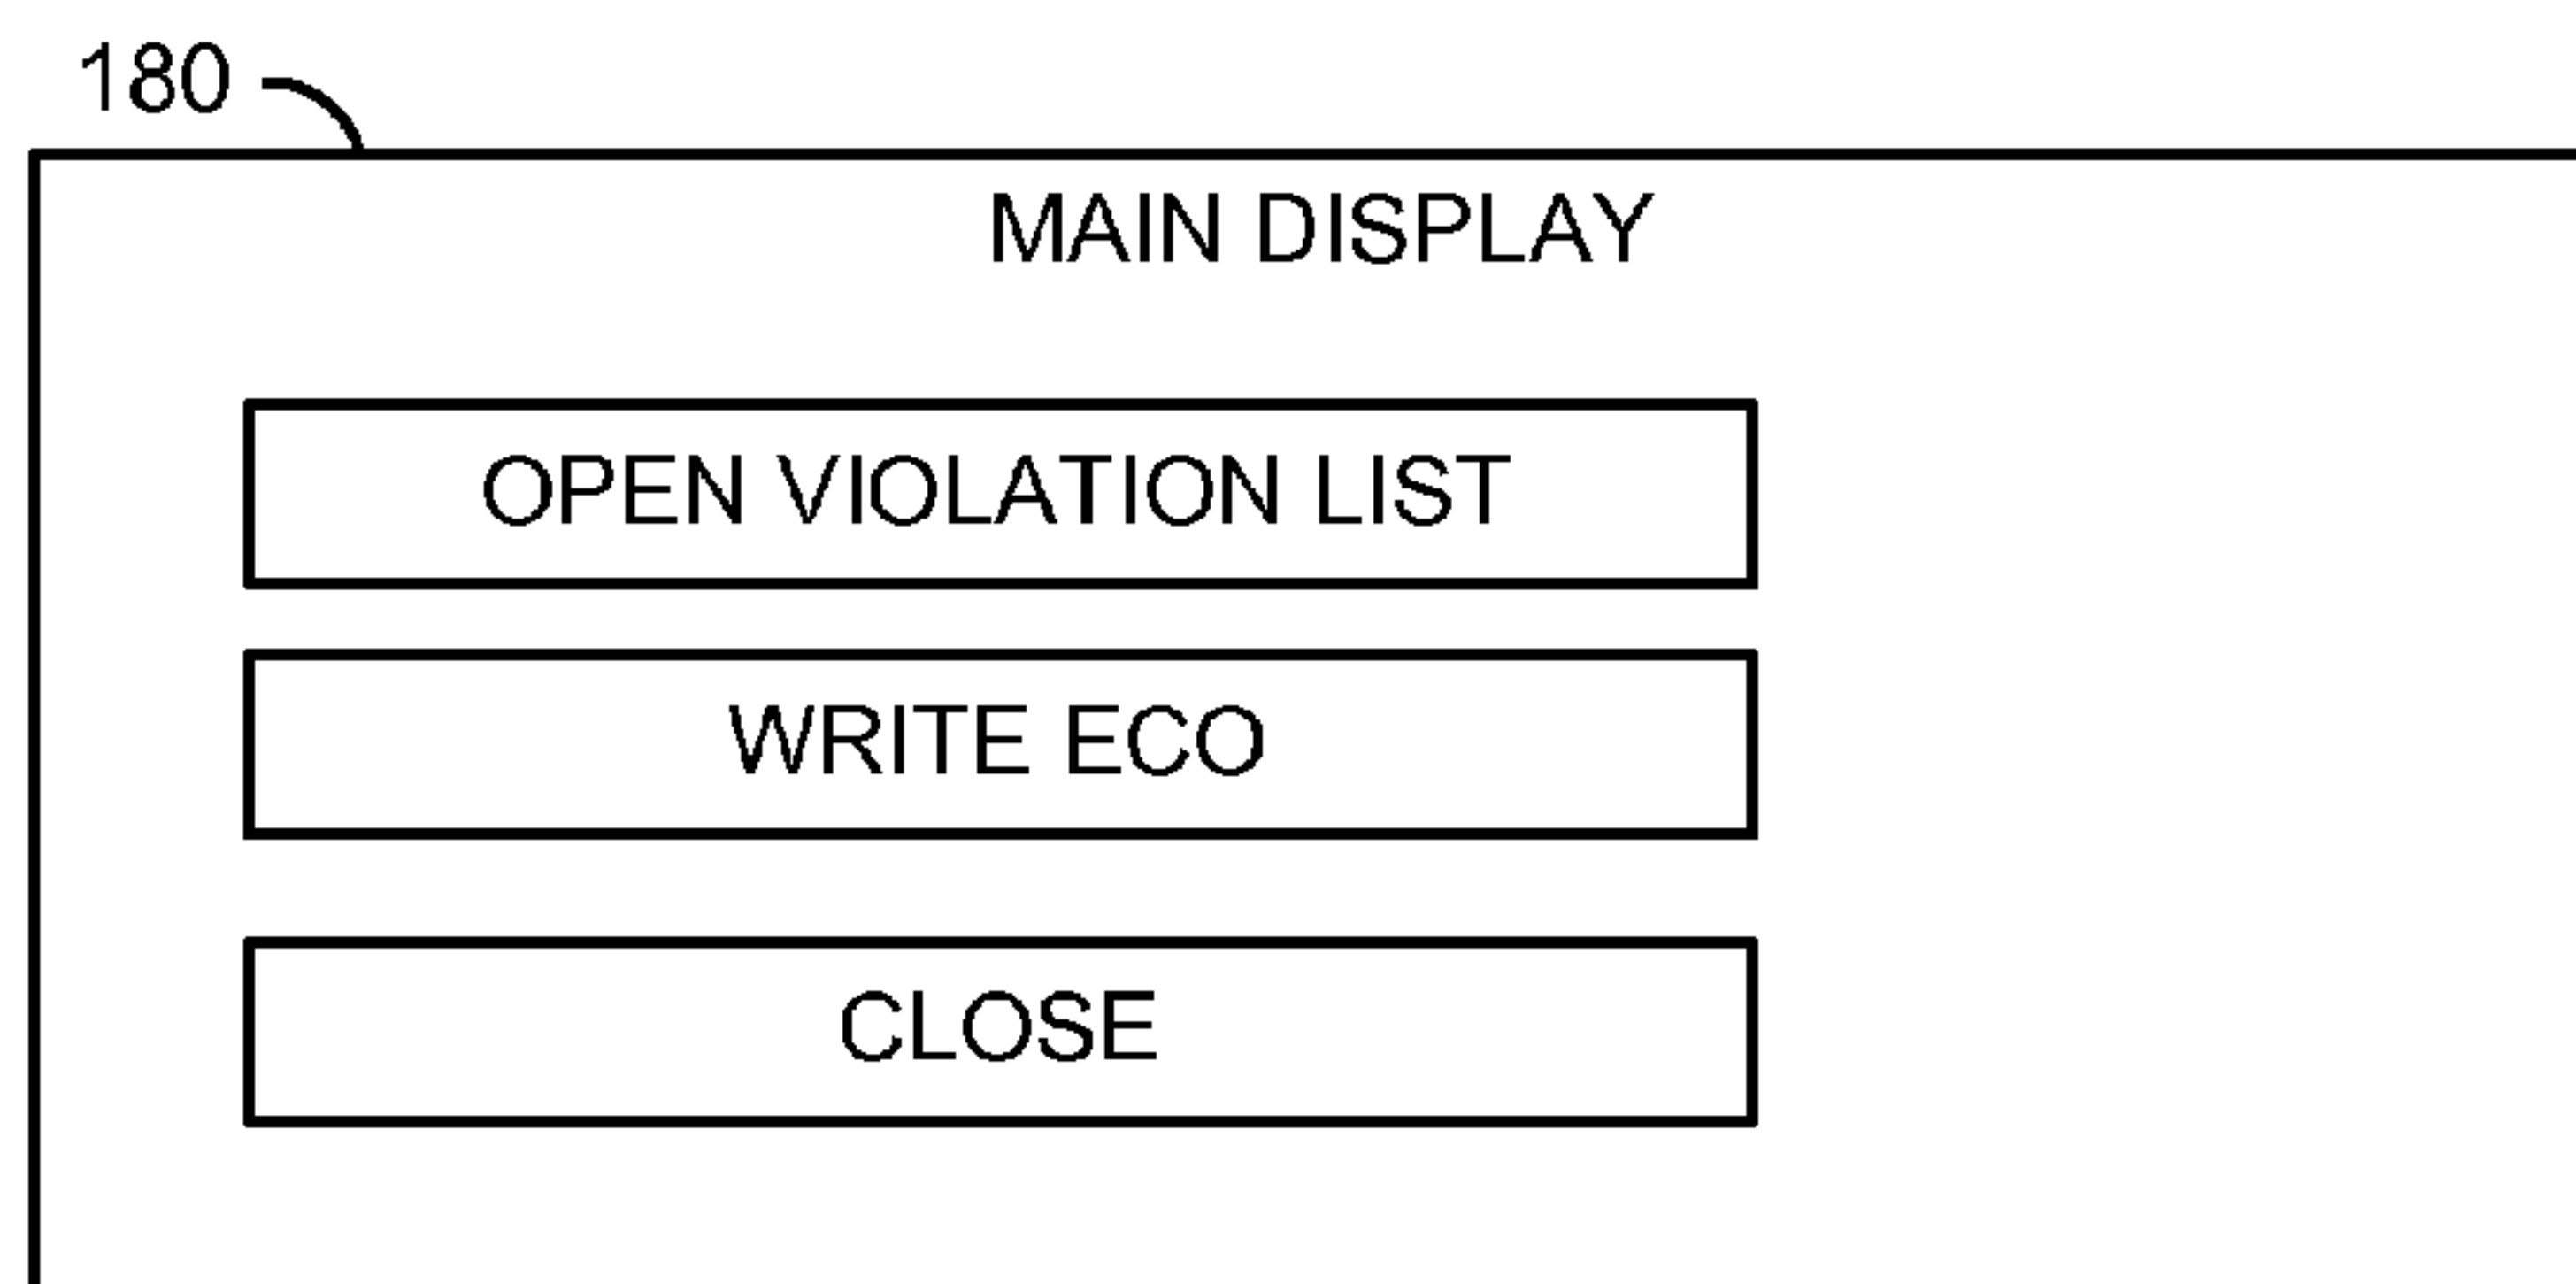 180
MAIN DISPLAY
OPEN VIOLATION LIST
WRITE ECO
CLOSE